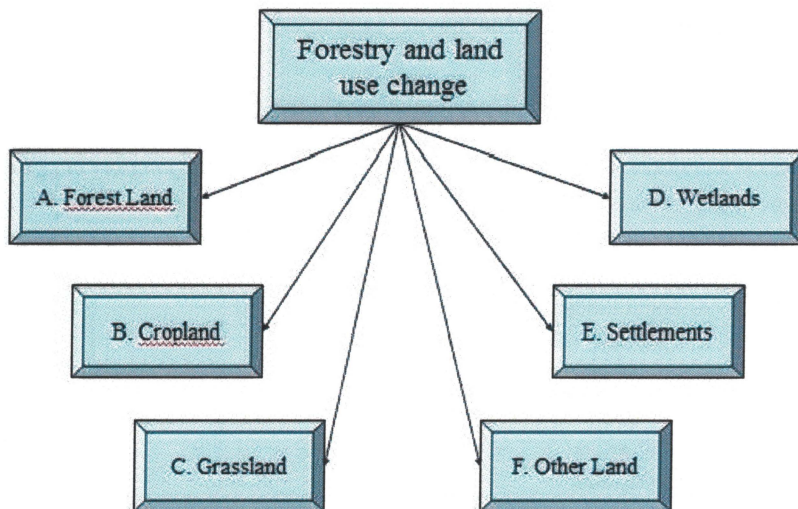 Forestry and land
use change
A. Forest Land
B. Cropland
C. Grassland
D. Wetlands
E. Settlements
F. Other Land